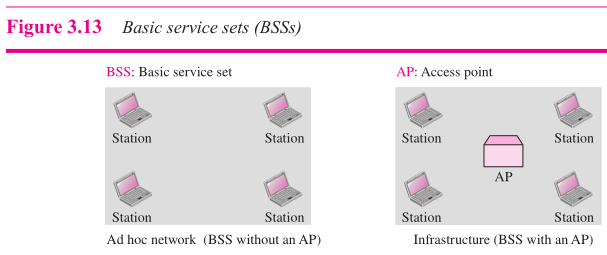 Figure 3.13 Basic service sets (BSSs)
BSS: Basic service set
AP: Access point
Station Station
Station Station
AP
Station Station
Station Station
Ad hoc network (BSS without an AP)
Infrastructure (BSS with an AP)